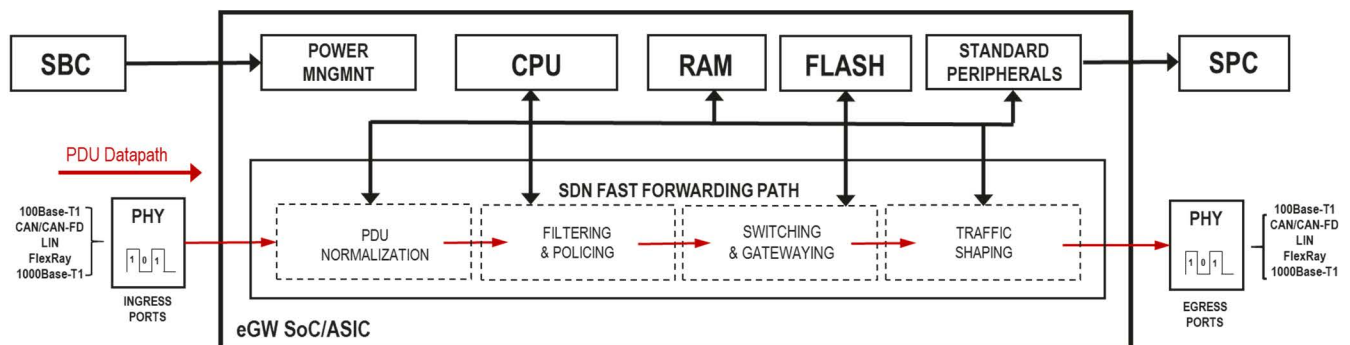 SBC
POWER
MNGMNT
CPU
RAM
FLASH
STANDARD
PERIPHERALS
SPC
PDU Datapath
SDN FAST FORWARDING PATH
100Base-T1
CAN/CAN-FD
LIN
FlexRay
1000Base-T1
PHY
1 0 1
INGRESS
PORTS
PDU
NORMALIZATION
FILTERING
& POLICING
SWITCHING
& GATEWAYING
TRAFFIC
SHAPING
PHY
1 0 1
EGRESS
PORTS
100Base-T1
CAN/CAN-FD
LIN
FlexRay
1000Base-T1
eGW SoC/ASIC